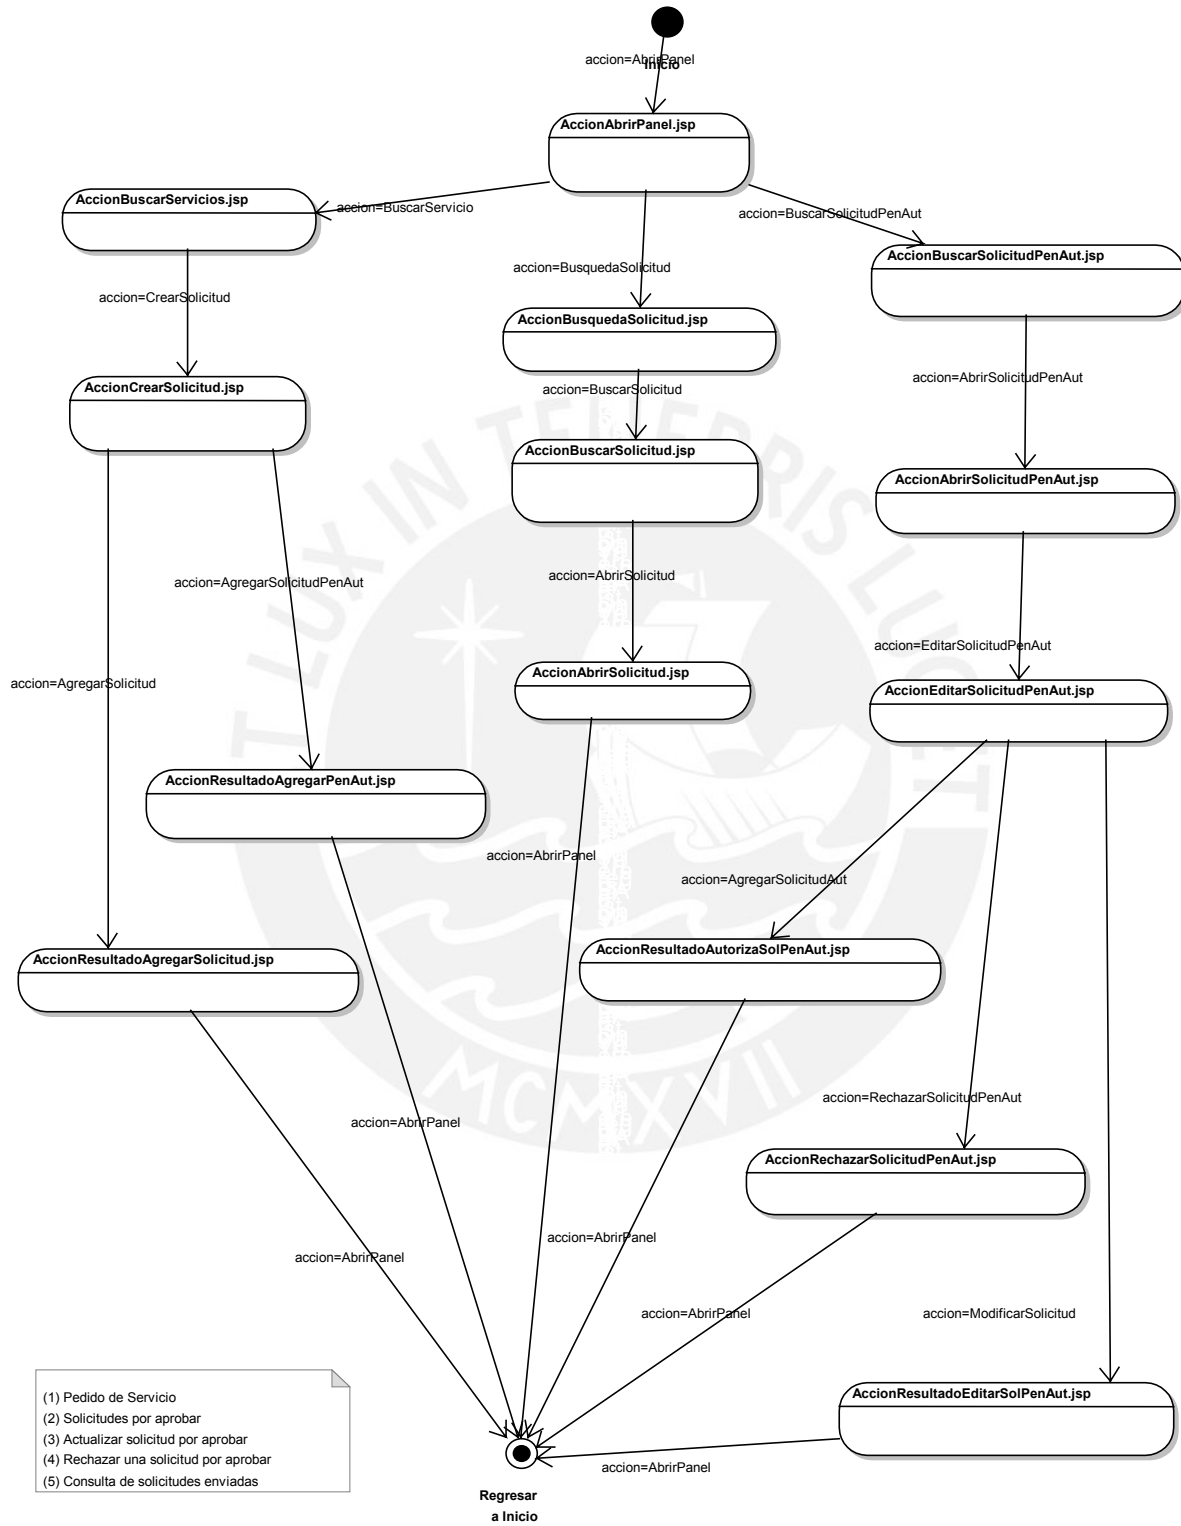 accion=AbrirPanel
Inicio
AccionAbrirPanel.jsp
AccionBuscarServicios.jsp
accion=BuscarServicio
accion=BuscarSolicitudPenAut
AccionBuscarSolicitudPenAut.jsp
accion=BusquedaSolicitud
accion=CrearSolicitud
AccionBusquedaSolicitud.jsp
accion=AbrirSolicitudPenAut
AccionCrearSolicitud.jsp
accion=BuscarSolicitud
AccionBuscarSolicitud.jsp
AccionAbrirSolicitudPenAut.jsp
accion=AgregarSolicitudPenAut
accion=AbrirSolicitud
accion=EditarSolicitudPenAut
accion=AgregarSolicitud
AccionAbrirSolicitud.jsp
AccionEditarSolicitudPenAut.jsp
AccionResultadoAgregarPenAut.jsp
accion=AbrirPanel
accion=AgregarSolicitudAut
AccionResultadoAgregarSolicitud.jsp
AccionResultadoAutorizaSolPenAut.jsp
accion=RechazarSolicitudPenAut
accion=AbrirPanel
AccionRechazarSolicitudPenAut.jsp
accion=AbrirPanel
accion=AbrirPanel
accion=AbrirPanel
accion=ModificarSolicitud
AccionResultadoEditarSolPenAut.jsp
accion=AbrirPanel
(1) Pedido de Servicio
(2) Solicitudes por aprobar
(3) Actualizar solicitud por aprobar
(4) Rechazar una solicitud por aprobar
(5) Consulta de solicitudes enviadas
Regresar
a Inicio
MCMXVII